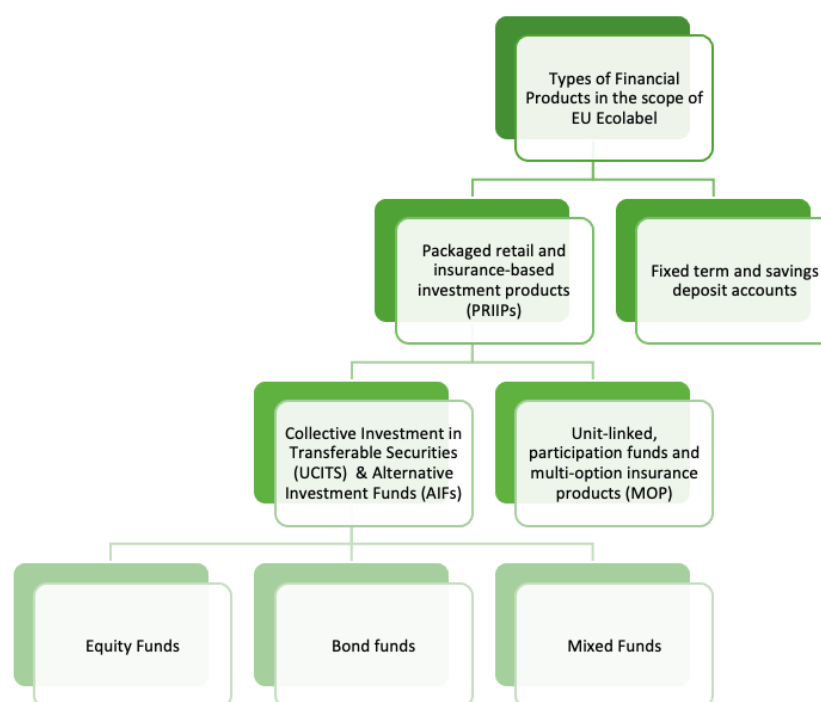 Types of Financial
Products in the scope of
EU Ecolabel
Packaged retail and
insurance-based
investment products
(PRIIPs)
Fixed term and savings
deposit accounts
Collective Investment in
Transferable Securities
(UCITS) & Alternative
Investment Funds (AIFs)
Unit-linked,
participation funds and
multi-option insurance
products (MOP)
Equity Funds
Bond funds
Mixed Funds